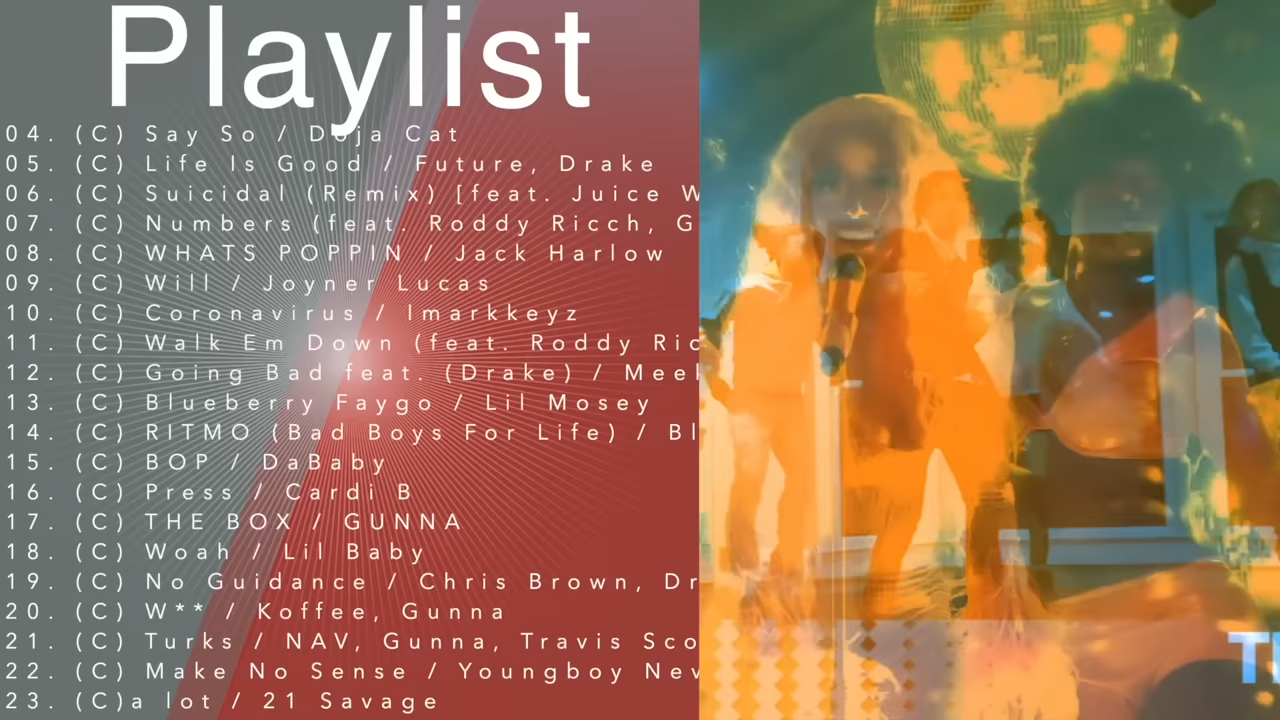 Playlist
04. (C) Say So / Doja Cat
05. (C) Life Is Good / Future, Drake
06. (C) Suicidal (Remix) [feat. Juice W
07. (C) Numbers (feat. Roddy Ricch, G
08. (C) WHATS POPPIN / Jack Harlow
09. (C) Will / Joyner Lucas
10. (C) Coronavirus / Imarkkeyz
11. (C) Walk Em Down (feat. Roddy Ric
12. (C) Going Bad feat. (Drake) / Meek
13. (C) Blueberry Faygo / Lil Mosey
14. (C) RITMO (Bad Boys For Life) / Bl
15. (C) BOP / DaBaby
16. (C) Press / Cardi B
17. (C) THE BOX / GUNNA
18. (C) Woah / Lil Baby
19. (C) No Guidance / Chris Brown, Dr
20. (C) W** / Koffee, Gunna
21. (C) Turks / NAV, Gunna, Travis Sco
22. (C) Make No Sense / Youngboy Nev
23. (C)a lot / 21 Savage